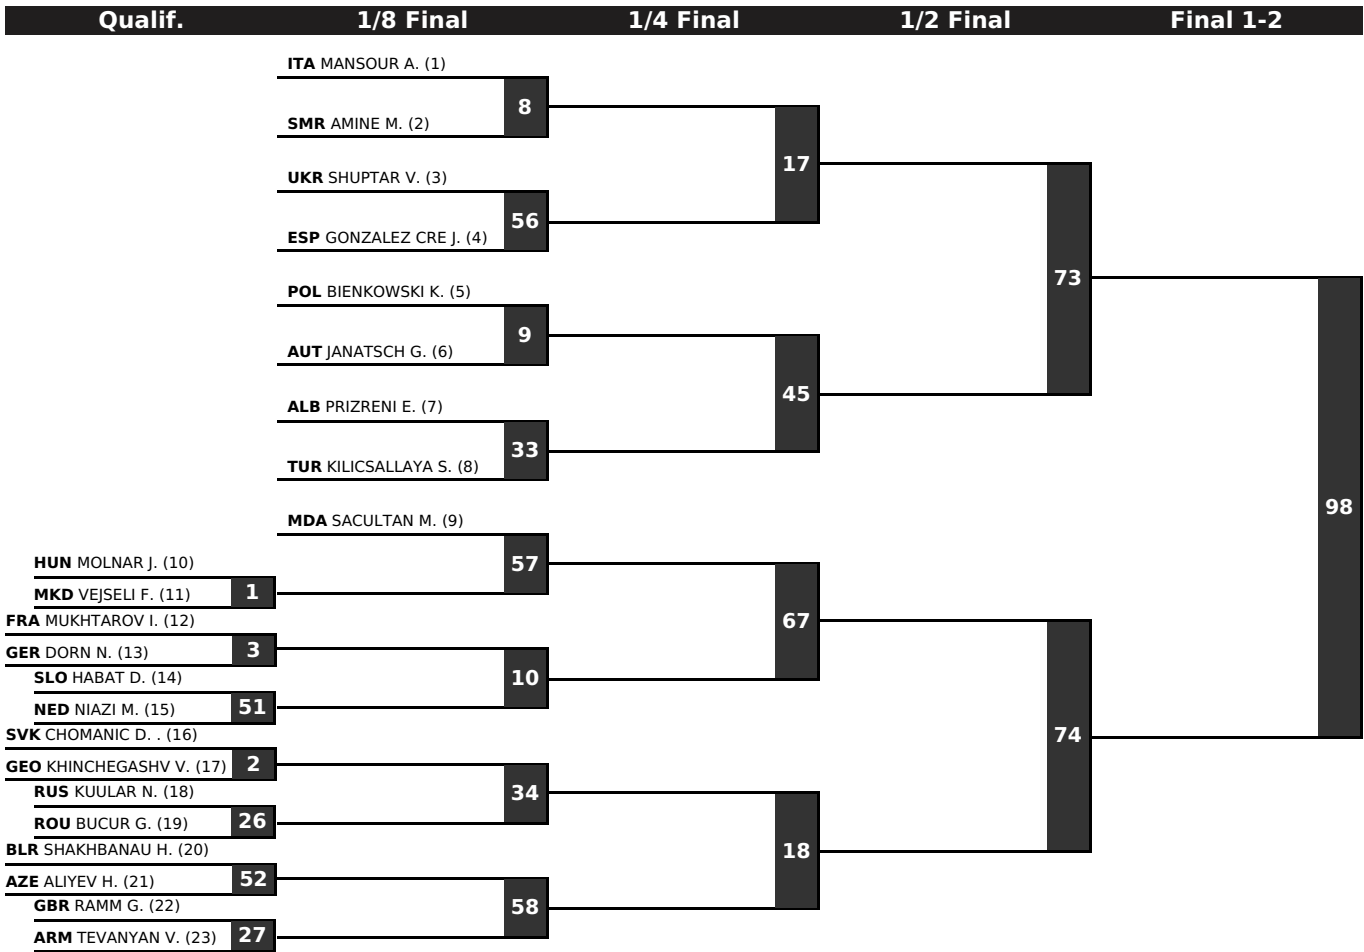 Qualif. 1/8 Final 1/4 Final 1/2 Final Final 1-2
ITA MANSOUR A. (1)
8
SMR AMINE M. (2)
17
UKR SHUPTAR V. (3)
56
ESP GONZALEZ CRE J. (4)
73
POL BIENKOWSKI K. (5)
9
AUT JANATSCH G. (6)
45
ALB PRIZRENI E. (7)
33
TUR KILICSALLAYA S. (8)
98
MDA SACULTAN M. (9)
57
HUN MOLNAR J. (10)
1
MKD VEJSELI F. (11)
67
FRA MUKHTAROV I. (12)
3
GER DORN N. (13)
10
SLO HABAT D. (14)
51
NED NIAZI M. (15)
74
SVK CHOMANIC D. . (16)
2
GEO KHINCHEGASHV V. (17)
34
RUS KUULAR N. (18)
26
ROU BUCUR G. (19)
18
BLR SHAKHBANAU H. (20)
52
AZE ALIYEV H. (21)
58
GBR RAMM G. (22)
27
ARM TEVANYAN V. (23)